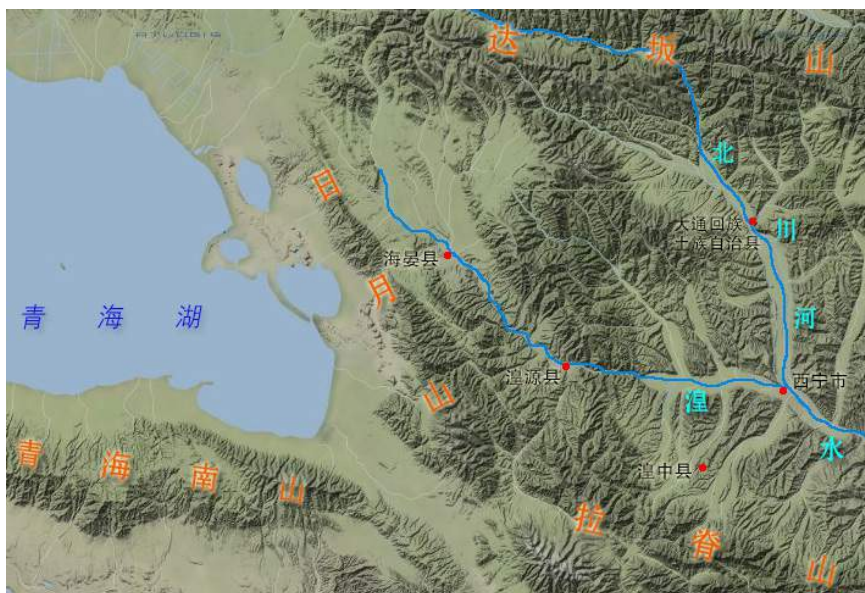 达坂山
北川河
大通回族
土族自治县
日月山
海晏县
青海湖
湟源县
西宁市
湟水
湟中县
青海南山
拉脊山